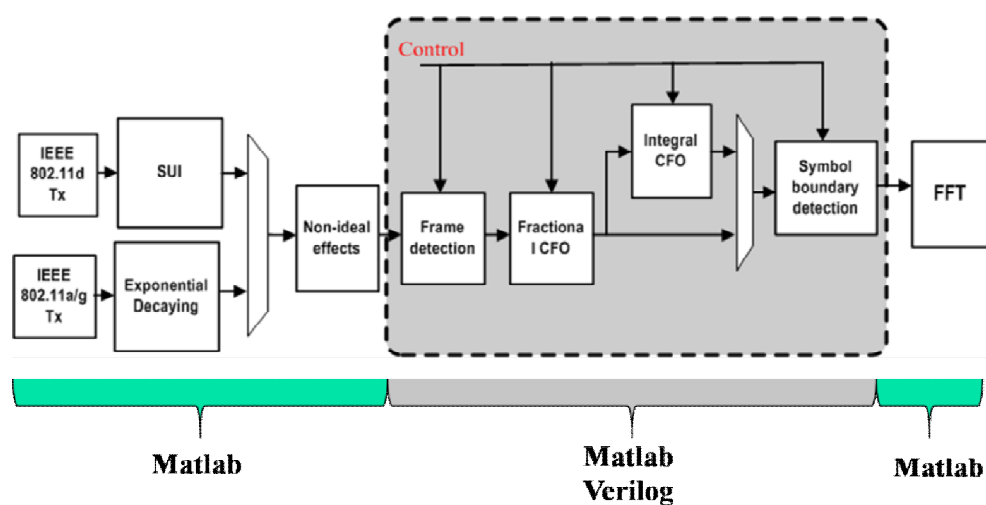 Control
IEEE
802.11d
Tx
SUI
Integral
CFO
Symbol
boundary
detection
FFT
Non-ideal
effects
Frame
detection
Fractiona
l CFO
IEEE
802.11a/g
Tx
Exponential
Decaying
Matlab
Matlab
Verilog
Matlab